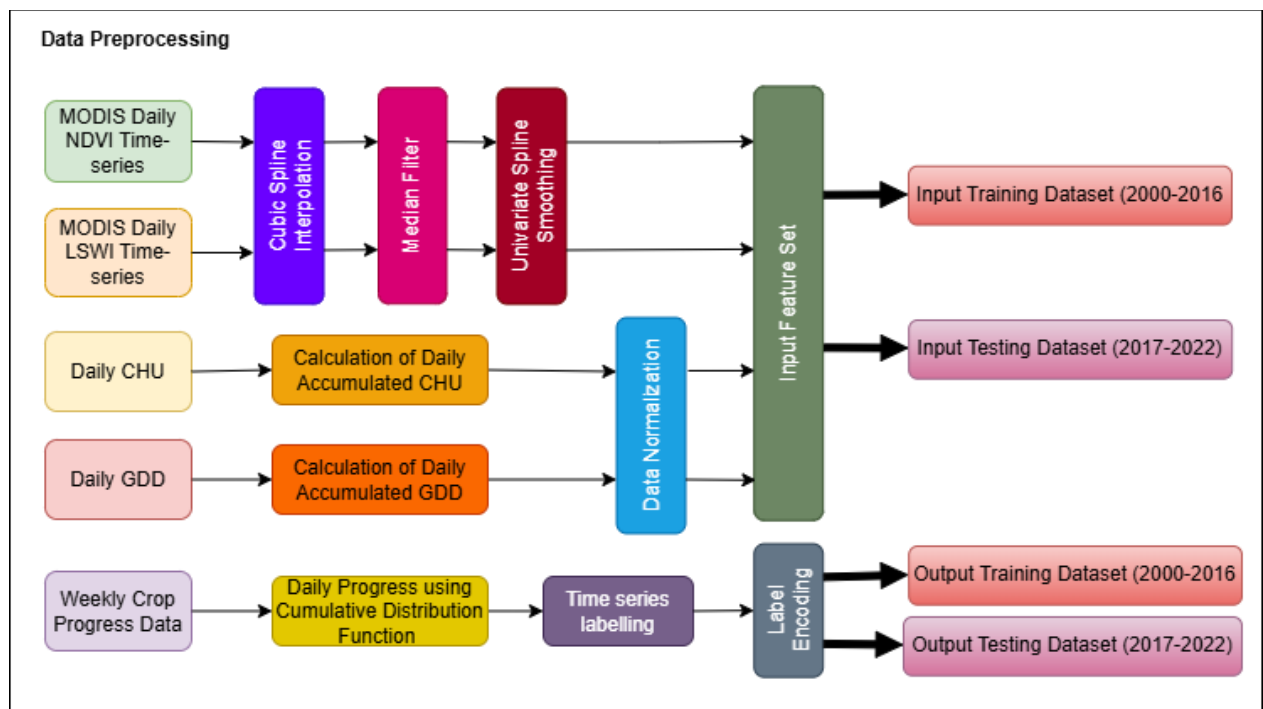 Data Preprocessing
MODIS Daily
NDVI Time-
series
MODIS Daily
LSWI Time-
series
Cubic Spline
Interpolation
Median Filter
Univariate Spline
Smoothing
Daily CHU
Calculation of Daily
Accumulated CHU
Daily GDD
Calculation of Daily
Accumulated GDD
Data Normalization
Input Feature Set
Input Training Dataset (2000-2016
Input Testing Dataset (2017-2022)
Weekly Crop
Progress Data
Daily Progress using
Cumulative Distribution
Function
Time series
labelling
Label
Encoding
Output Training Dataset (2000-2016
Output Testing Dataset (2017-2022)